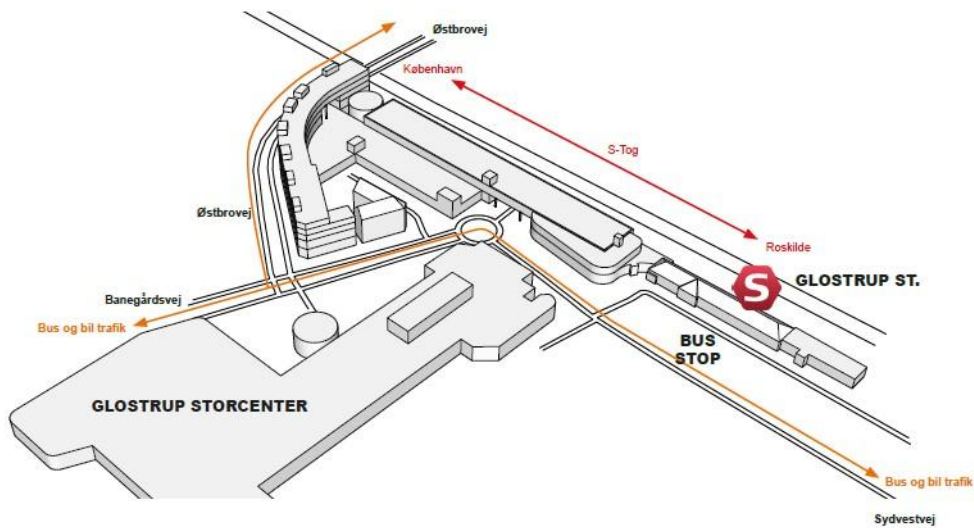 Østbrovej
København
S-Tog
Østbrovej
Roskilde
S
GLOSTRUP ST.
Banegårdsvej
Bus og bil trafik
BUS
STOP
GLOSTRUP STORCENTER
Bus og bil trafik
Sydvestvej